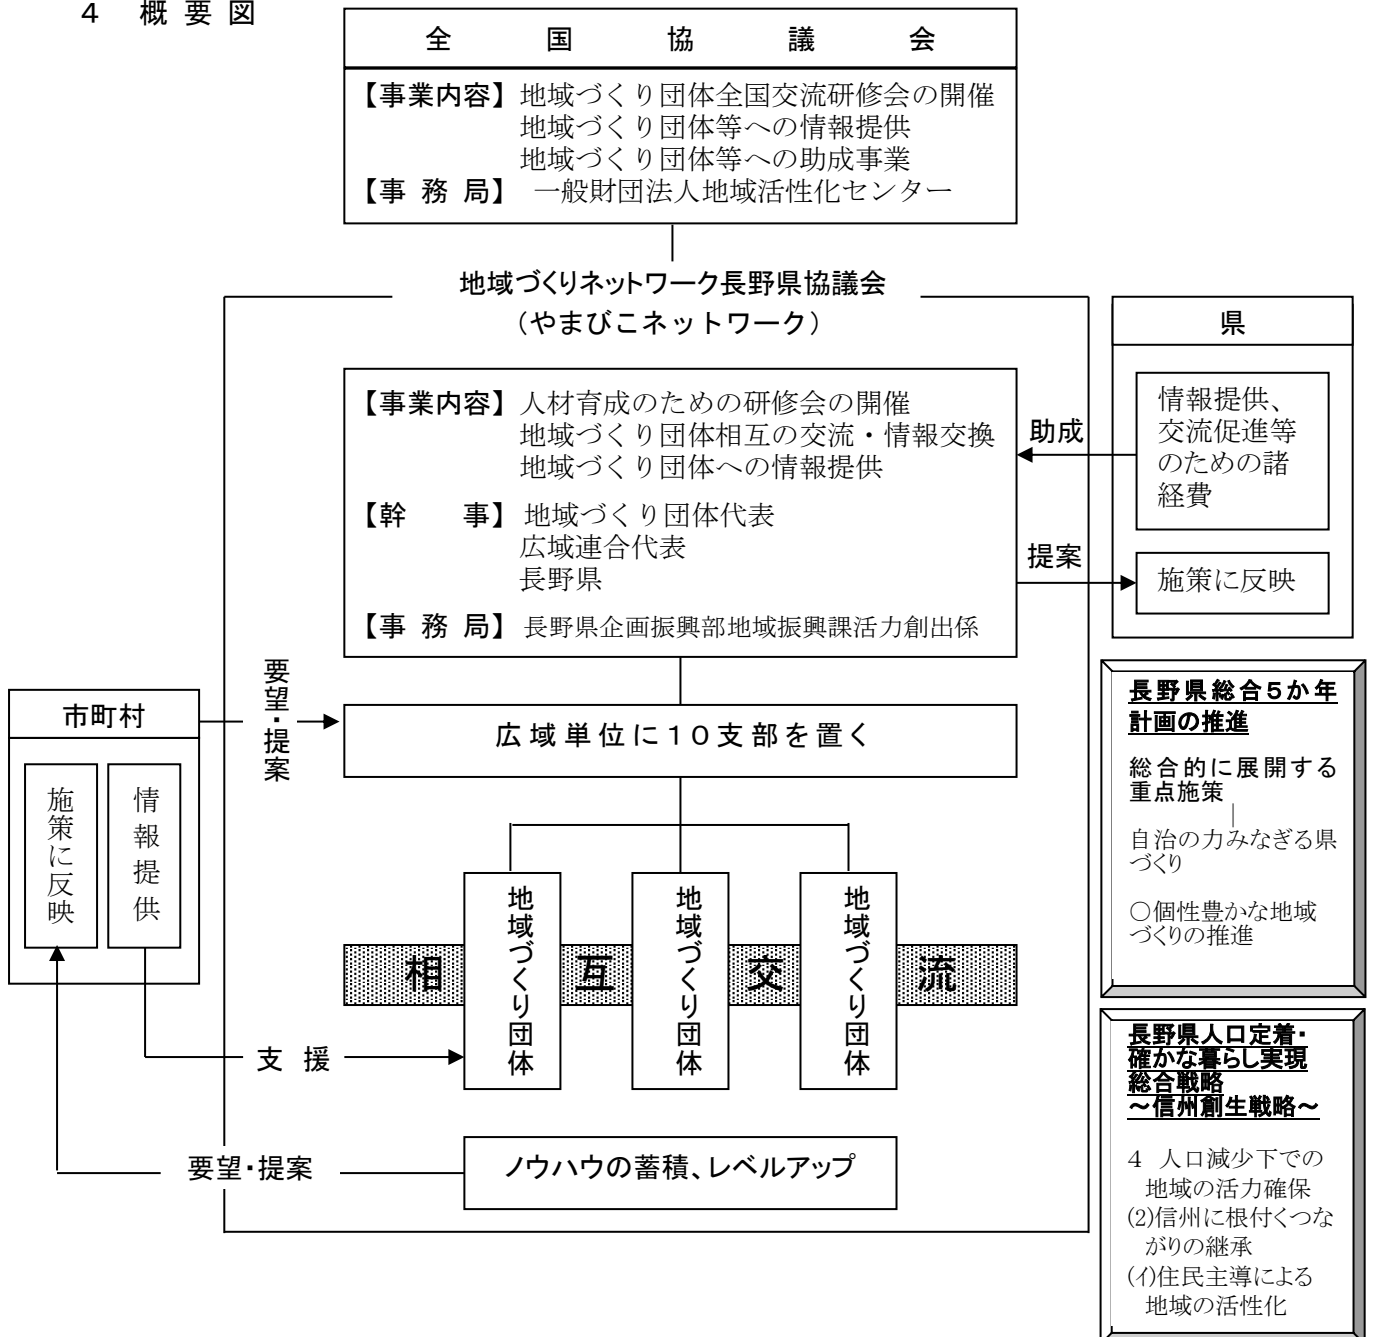 4 概要図
全国協議会
【事業内容】地域づくり団体全国交流研修会の開催
地域づくり団体等への情報提供
地域づくり団体等への助成事業
【事務局】 一般財団法人地域活性化センター
地域づくりネットワーク長野県協議会
（やまびこネットワーク）
【事業内容】人材育成のための研修会の開催
地域づくり団体相互の交流・情報交換
地域づくり団体への情報提供
【幹　事】地域づくり団体代表
広域連合代表
長野県
【事務局】長野県企画振興部地域振興課活力創出係
助成
提案
県
情報提供、
交流促進等
のための諸
経費
施策に反映
市町村
施策に反映
情報提供
要望・提案
広域単位に10支部を置く
地域づくり団体
地域づくり団体
地域づくり団体
相互交流
支援
要望・提案
ノウハウの蓄積、レベルアップ
長野県総合5か年
計画の推進
総合的に展開する
重点施策
｜
自治の力みなぎる県
づくり
○個性豊かな地域
づくりの推進
長野県人口定着・
確かな暮らし実現
総合戦略
～信州創生戦略～
4 人口減少下での
地域の活力確保
(2)信州に根付くつな
がりの継承
(ｲ)住民主導による
地域の活性化